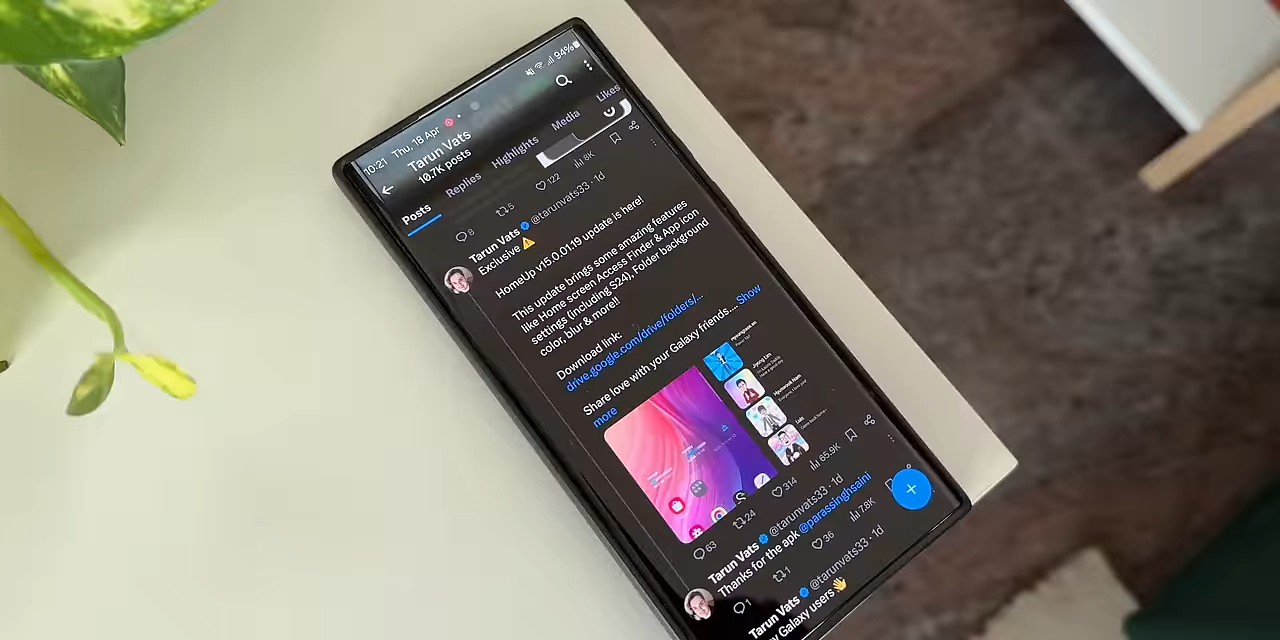 10:21 Thu, 18 Apr 94%
Tarun Vats
10.7K posts
Posts Replies Highlights Media Likes
8 5 122 8K
Tarun Vats @tarunvats33 · 1d
Exclusive ⚠️
HomeUp v15.0.01.19 update is here!
This update brings some amazing features
like Home screen Access Finder & App icon
settings (including S24), Folder background
color, blur & more!!
Download link:
drive.google.com/drive/folders/...
Share love with your Galaxy friends.... Show
more
63 24 314 65.9K
Tarun Vats @tarunvats33 · 1d
Thanks for the apk @parassinghsaini
1 1 36 7.8K
Tarun Vats @tarunvats33 · 1d
Galaxy users 👋